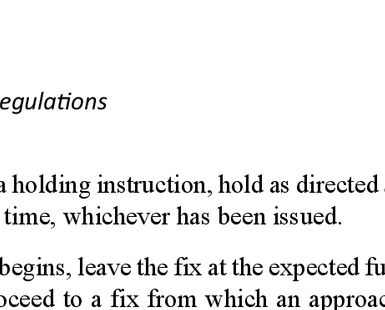 egulations
a holding instruction, hold as directed
time, whichever has been issued.
begins, leave the fix at the expected fu
oceed to a fix from which an approac